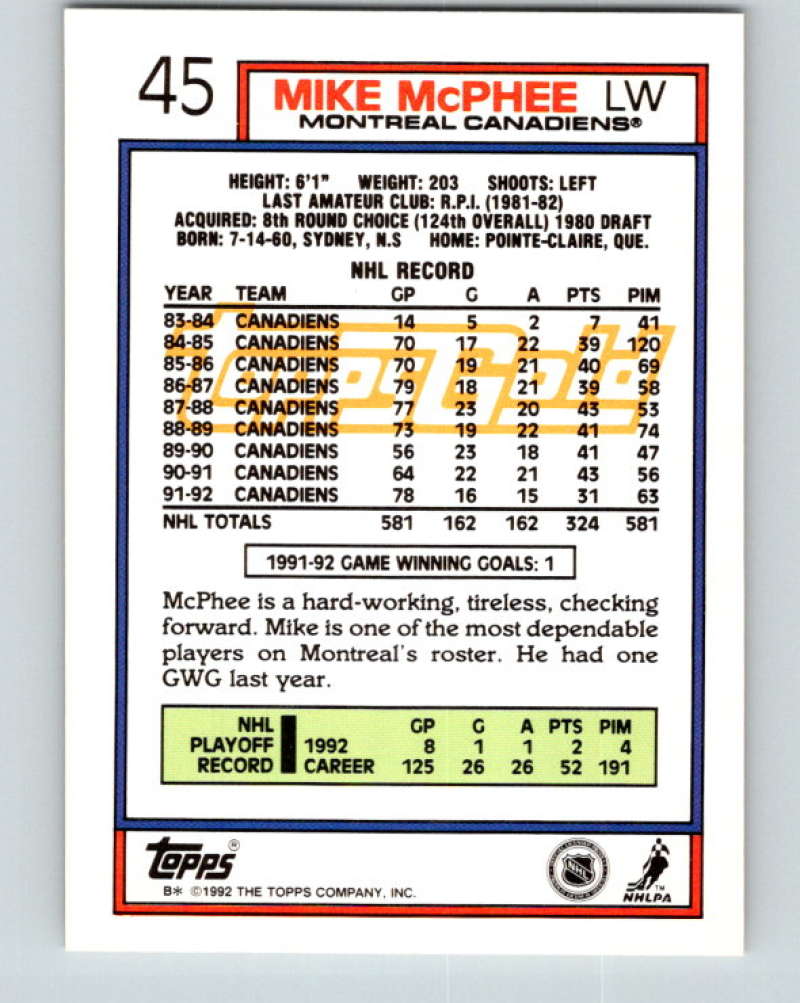 45
MIKE McPHEE LW
MONTREAL CANADIENS®
HEIGHT: 6'1" WEIGHT: 203 SHOOTS: LEFT
LAST AMATEUR CLUB: R.P.I. (1981-82)
ACQUIRED: 8th ROUND CHOICE (124th OVERALL) 1980 DRAFT
BORN: 7-14-60, SYDNEY, N.S HOME: POINTE-CLAIRE, QUE.
NHL RECORD
YEAR TEAM GP G A PTS PIM
83-84 CANADIENS 14 5 2 7 41
84-85 CANADIENS 70 17 22 39 120
85-86 CANADIENS 70 19 21 40 69
86-87 CANADIENS 79 18 21 39 58
87-88 CANADIENS 77 23 20 43 53
88-89 CANADIENS 73 19 22 41 74
89-90 CANADIENS 56 23 18 41 47
90-91 CANADIENS 64 22 21 43 56
91-92 CANADIENS 78 16 15 31 63
NHL TOTALS 581 162 162 324 581
ToppsGold
1991-92 GAME WINNING GOALS: 1
McPhee is a hard-working, tireless, checking
forward. Mike is one of the most dependable
players on Montreal's roster. He had one
GWG last year.
NHL GP G A PTS PIM
PLAYOFF 1992 8 1 1 2 4
RECORD CAREER 125 26 26 52 191
TOPPS®
B* ©1992 THE TOPPS COMPANY, INC.
NHL
TM
NHLPA